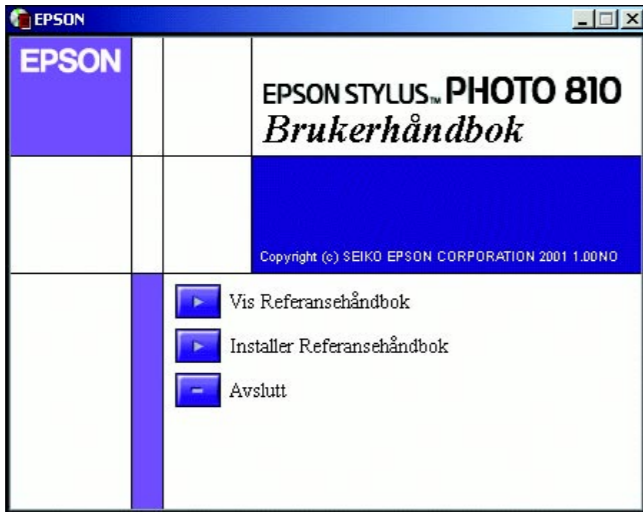 EPSON
EPSON
EPSON STYLUS™ PHOTO 810
Brukerhåndbok
Copyright (c) SEIKO EPSON CORPORATION 2001 1.00NO
Vis Referansehåndbok
Installer Referansehåndbok
Avslutt